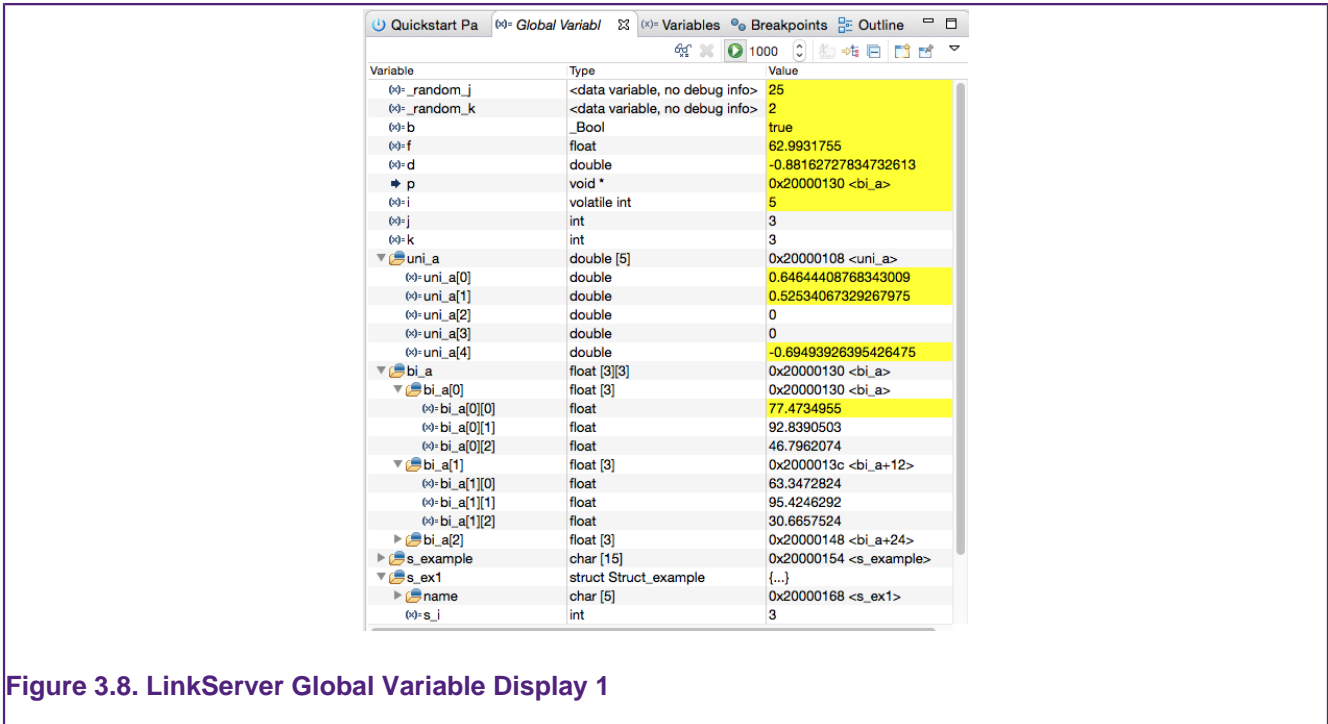 Quickstart Pa (x)= Global Variabl (x)= Variables Breakpoints Outline
1000
Variable Type Value
(x)= _random_j <data variable, no debug info> 25
(x)= _random_k <data variable, no debug info> 2
(x)= b _Bool true
(x)= f float 62.9931755
(x)= d double -0.88162727834732613
p void * 0x20000130 <bi_a>
(x)= i volatile int 5
(x)= j int 3
(x)= k int 3
uni_a double [5] 0x20000108 <uni_a>
(x)= uni_a[0] double 0.64644408768343009
(x)= uni_a[1] double 0.52534067329267975
(x)= uni_a[2] double 0
(x)= uni_a[3] double 0
(x)= uni_a[4] double -0.69493926395426475
bi_a float [3][3] 0x20000130 <bi_a>
bi_a[0] float [3] 0x20000130 <bi_a>
(x)= bi_a[0][0] float 77.4734955
(x)= bi_a[0][1] float 92.8390503
(x)= bi_a[0][2] float 46.7962074
bi_a[1] float [3] 0x2000013c <bi_a+12>
(x)= bi_a[1][0] float 63.3472824
(x)= bi_a[1][1] float 95.4246292
(x)= bi_a[1][2] float 30.6657524
bi_a[2] float [3] 0x20000148 <bi_a+24>
s_example char [15] 0x20000154 <s_example>
s_ex1 struct Struct_example {...}
name char [5] 0x20000168 <s_ex1>
(x)= s_i int 3
Figure 3.8. LinkServer Global Variable Display 1